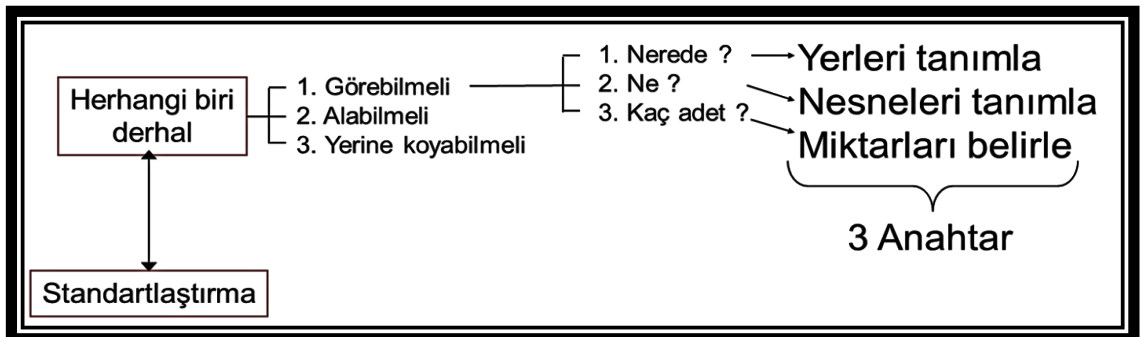 Herhangi biri
derhal
1. Görebilmeli
2. Alabilmeli
3. Yerine koyabilmeli
1. Nerede ?
2. Ne ?
3. Kaç adet ?
Yerleri tanımla
Nesneleri tanımla
Miktarları belirle
3 Anahtar
Standartlaştırma